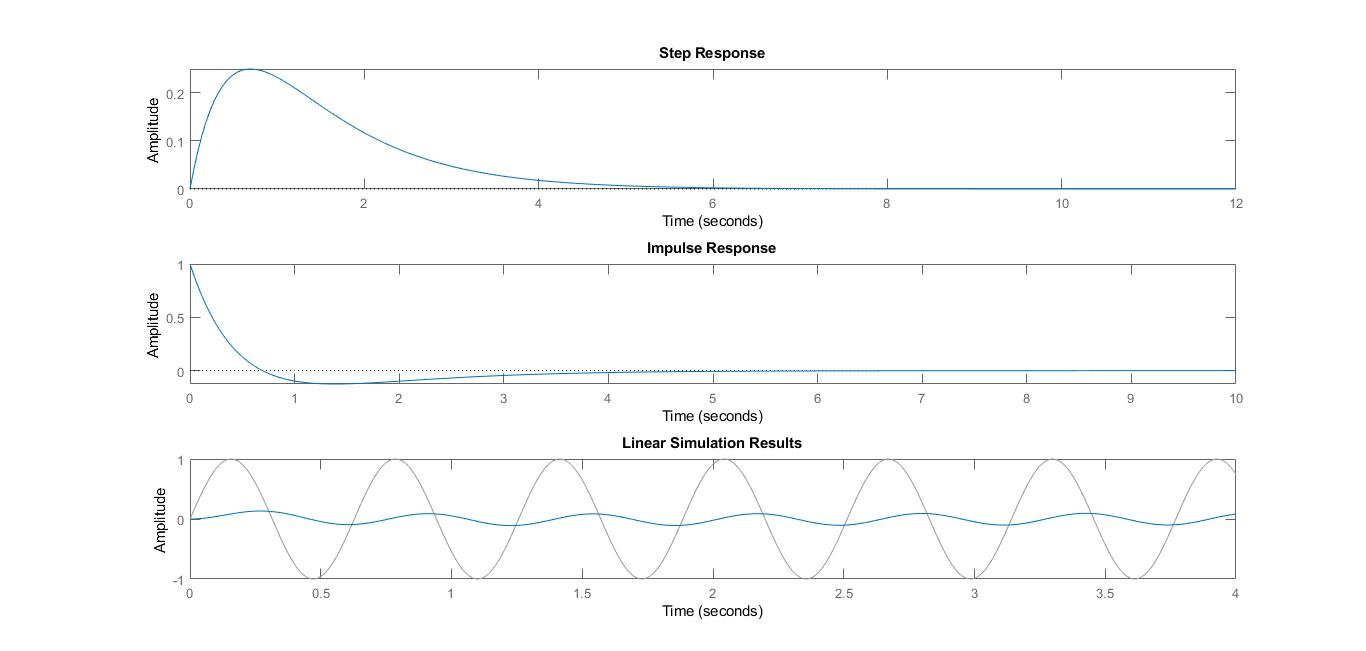 Step Response
Amplitude
0.2
0.1
0
0 2 4 6 8 10 12
Time (seconds)
Impulse Response
Amplitude
1
0.5
0
0 1 2 3 4 5 6 7 8 9 10
Time (seconds)
Linear Simulation Results
Amplitude
1
0
-1
0 0.5 1 1.5 2 2.5 3 3.5 4
Time (seconds)